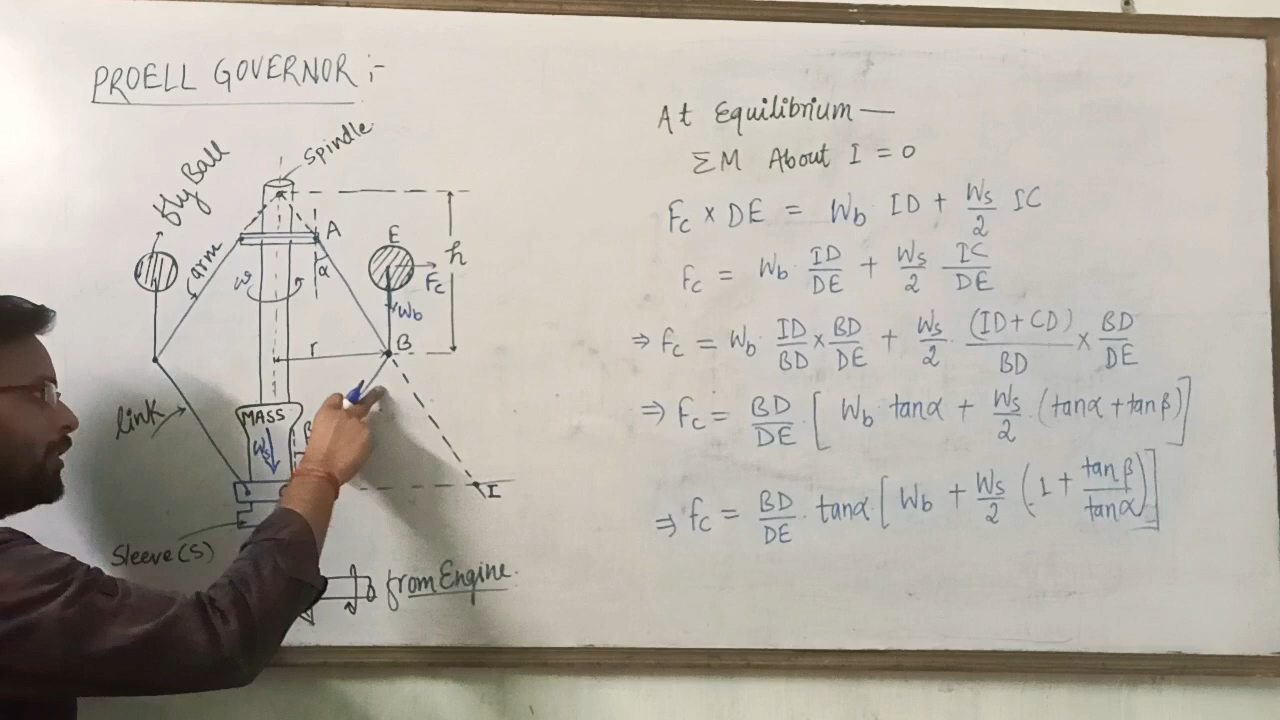 PROELL GOVERNOR :-
Spindle
fly Ball
A
E
h
arm
α
ω
Fc
Wb
r
B
link
MASS
Ws
β
I
Sleeve(S)
from Engine.
At Equilibrium —
ΣM About I = 0
Fc × DE = Wb ID + Ws/2 IC
Fc = Wb · ID/DE + Ws/2 · IC/DE
⇒ fc = Wb · ID/BD × BD/DE + Ws/2 · (ID+CD)/BD × BD/DE
⇒ Fc = BD/DE · [Wb · tanα + Ws/2 · (tanα + tanβ)]
⇒ fc = BD/DE · tanα · [Wb + Ws/2 (1 + tanβ/tanα)]